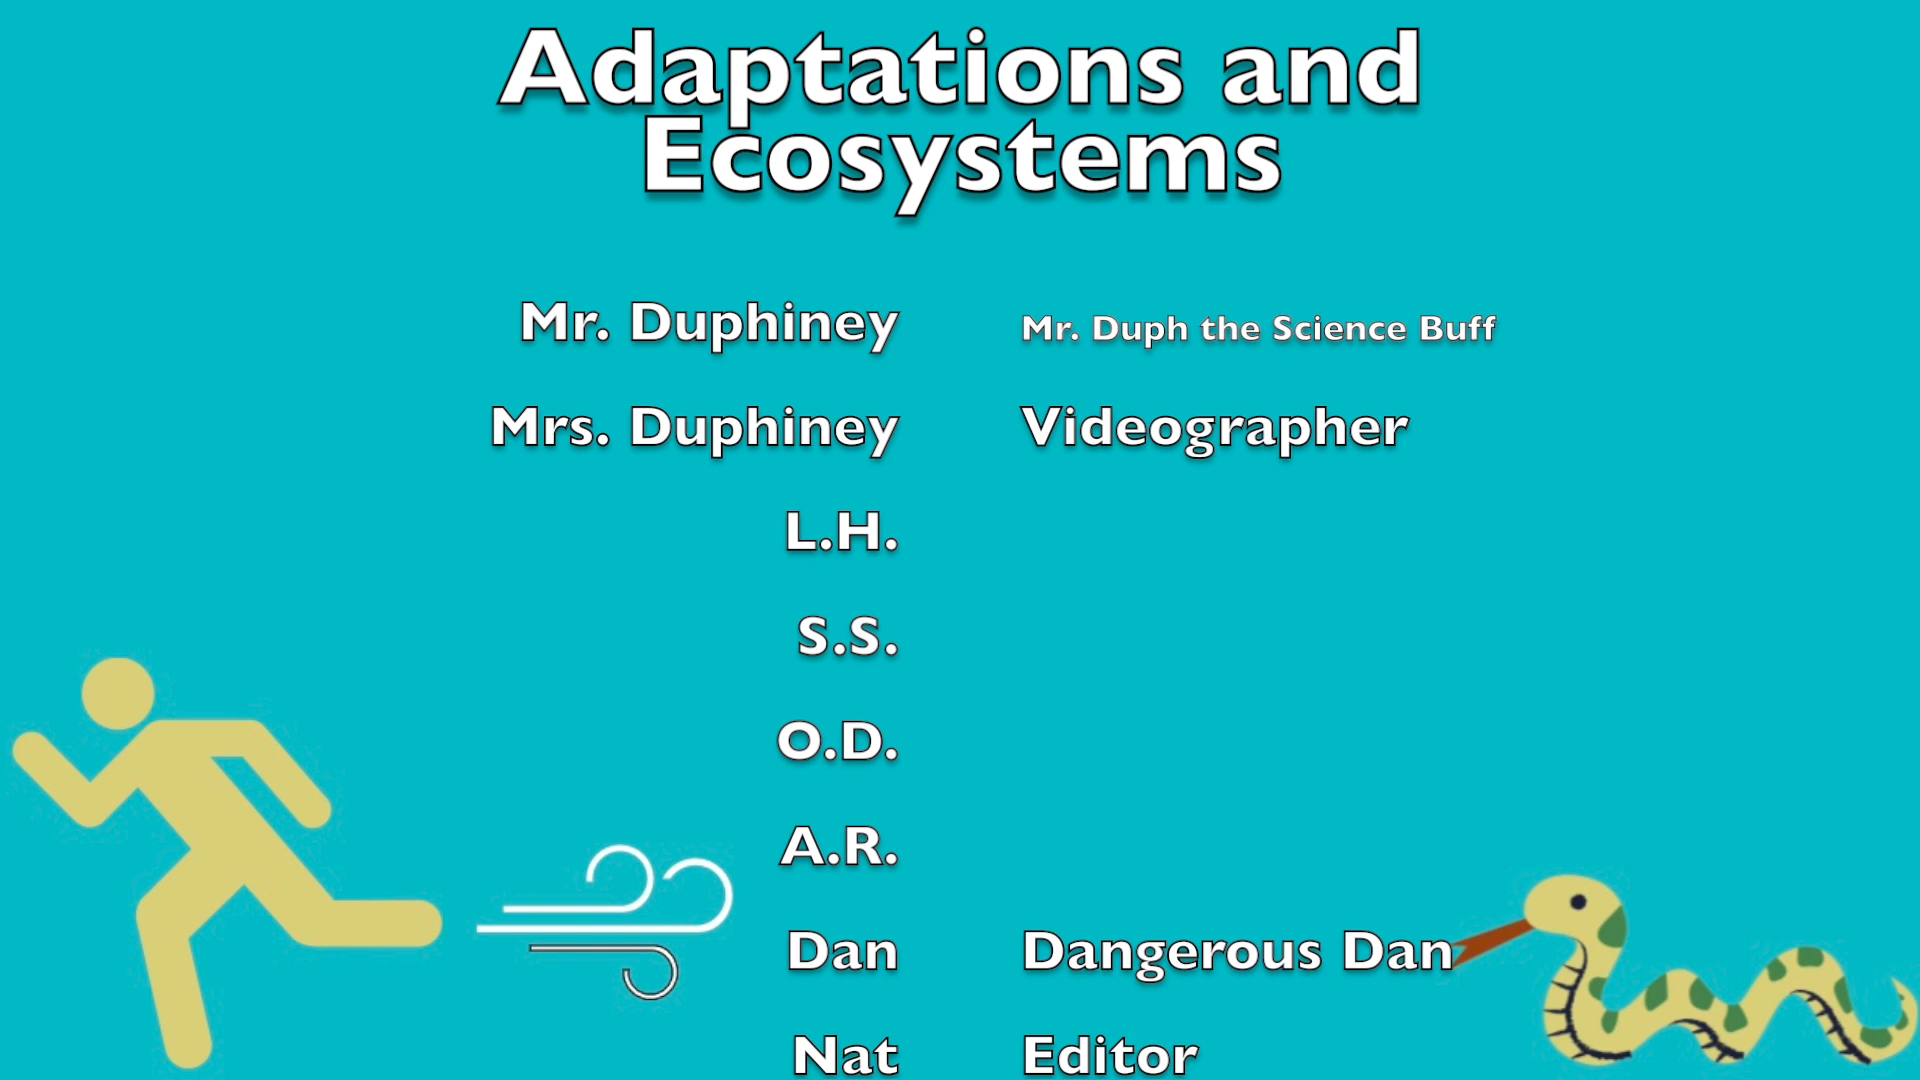 Adaptations and
Ecosystems
Mr. Duphiney Mr. Duph the Science Buff
Mrs. Duphiney Videographer
L.H.
S.S.
O.D.
A.R.
Dan Dangerous Dan
Nat Editor